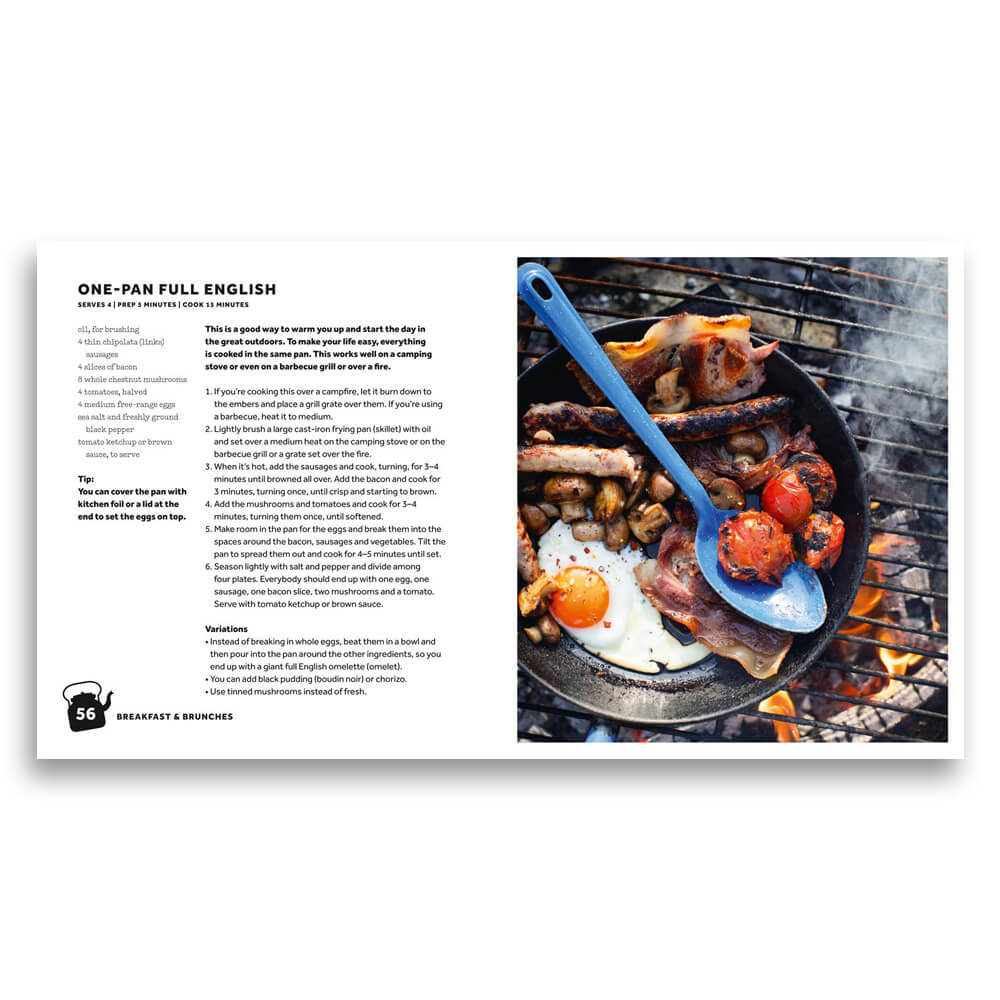 ONE-PAN FULL ENGLISH
SERVES 4 | PREP 5 MINUTES | COOK 15 MINUTES
oil, for brushing
4 thin chipolata (links)
sausages
4 slices of bacon
8 whole chestnut mushrooms
4 tomatoes, halved
4 medium free-range eggs
sea salt and freshly ground
black pepper
tomato ketchup or brown
sauce, to serve
Tip:
You can cover the pan with
kitchen foil or a lid at the
end to set the eggs on top.
This is a good way to warm you up and start the day in
the great outdoors. To make your life easy, everything
is cooked in the same pan. This works well on a camping
stove or even on a barbecue grill or over a fire.
1. If you're cooking this over a campfire, let it burn down to
the embers and place a grill grate over them. If you're using
a barbecue, heat it to medium.
2. Lightly brush a large cast-iron frying pan (skillet) with oil
and set over a medium heat on the camping stove or on the
barbecue grill or a grate set over the fire.
3. When it's hot, add the sausages and cook, turning, for 3–4
minutes until browned all over. Add the bacon and cook for
3 minutes, turning once, until crisp and starting to brown.
4. Add the mushrooms and tomatoes and cook for 3–4
minutes, turning them once, until softened.
5. Make room in the pan for the eggs and break them into the
spaces around the bacon, sausages and vegetables. Tilt the
pan to spread them out and cook for 4–5 minutes until set.
6. Season lightly with salt and pepper and divide among
four plates. Everybody should end up with one egg, one
sausage, one bacon slice, two mushrooms and a tomato.
Serve with tomato ketchup or brown sauce.
Variations
• Instead of breaking in whole eggs, beat them in a bowl and
then pour into the pan around the other ingredients, so you
end up with a giant full English omelette (omelet).
• You can add black pudding (boudin noir) or chorizo.
• Use tinned mushrooms instead of fresh.
56 BREAKFAST & BRUNCHES